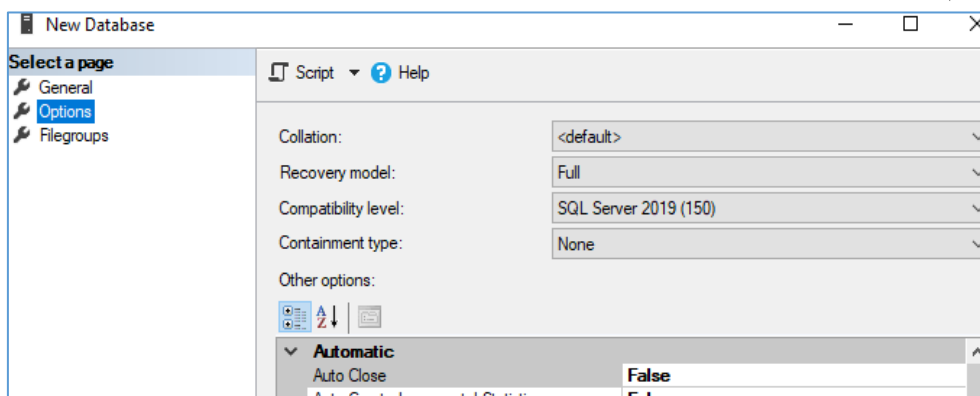 New Database
Select a page
General
Options
Filegroups
Script Help
Collation: <default>
Recovery model: Full
Compatibility level: SQL Server 2019 (150)
Containment type: None
Other options:
Automatic
Auto Close False